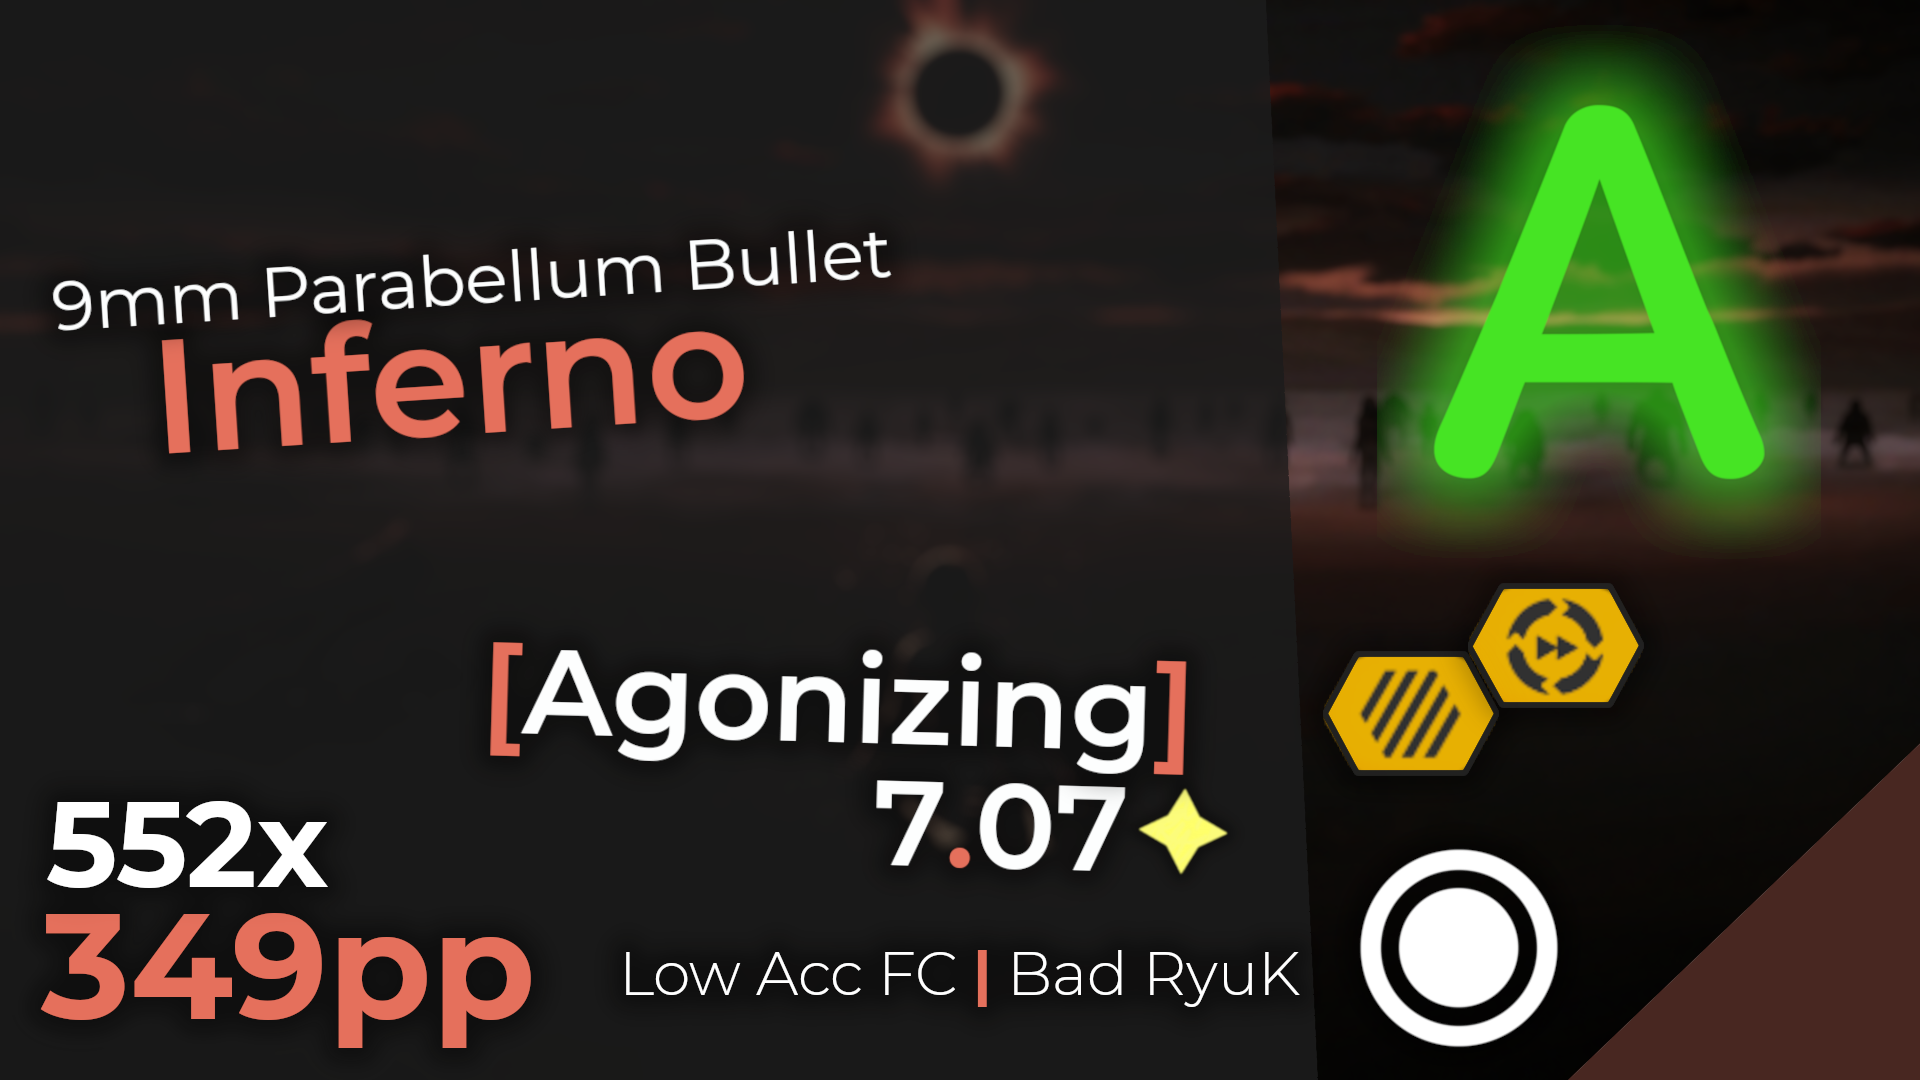 9mm Parabellum Bullet
Inferno
A
[Agonizing]
7.07
552x
349pp
Low Acc FC | Bad RyuK